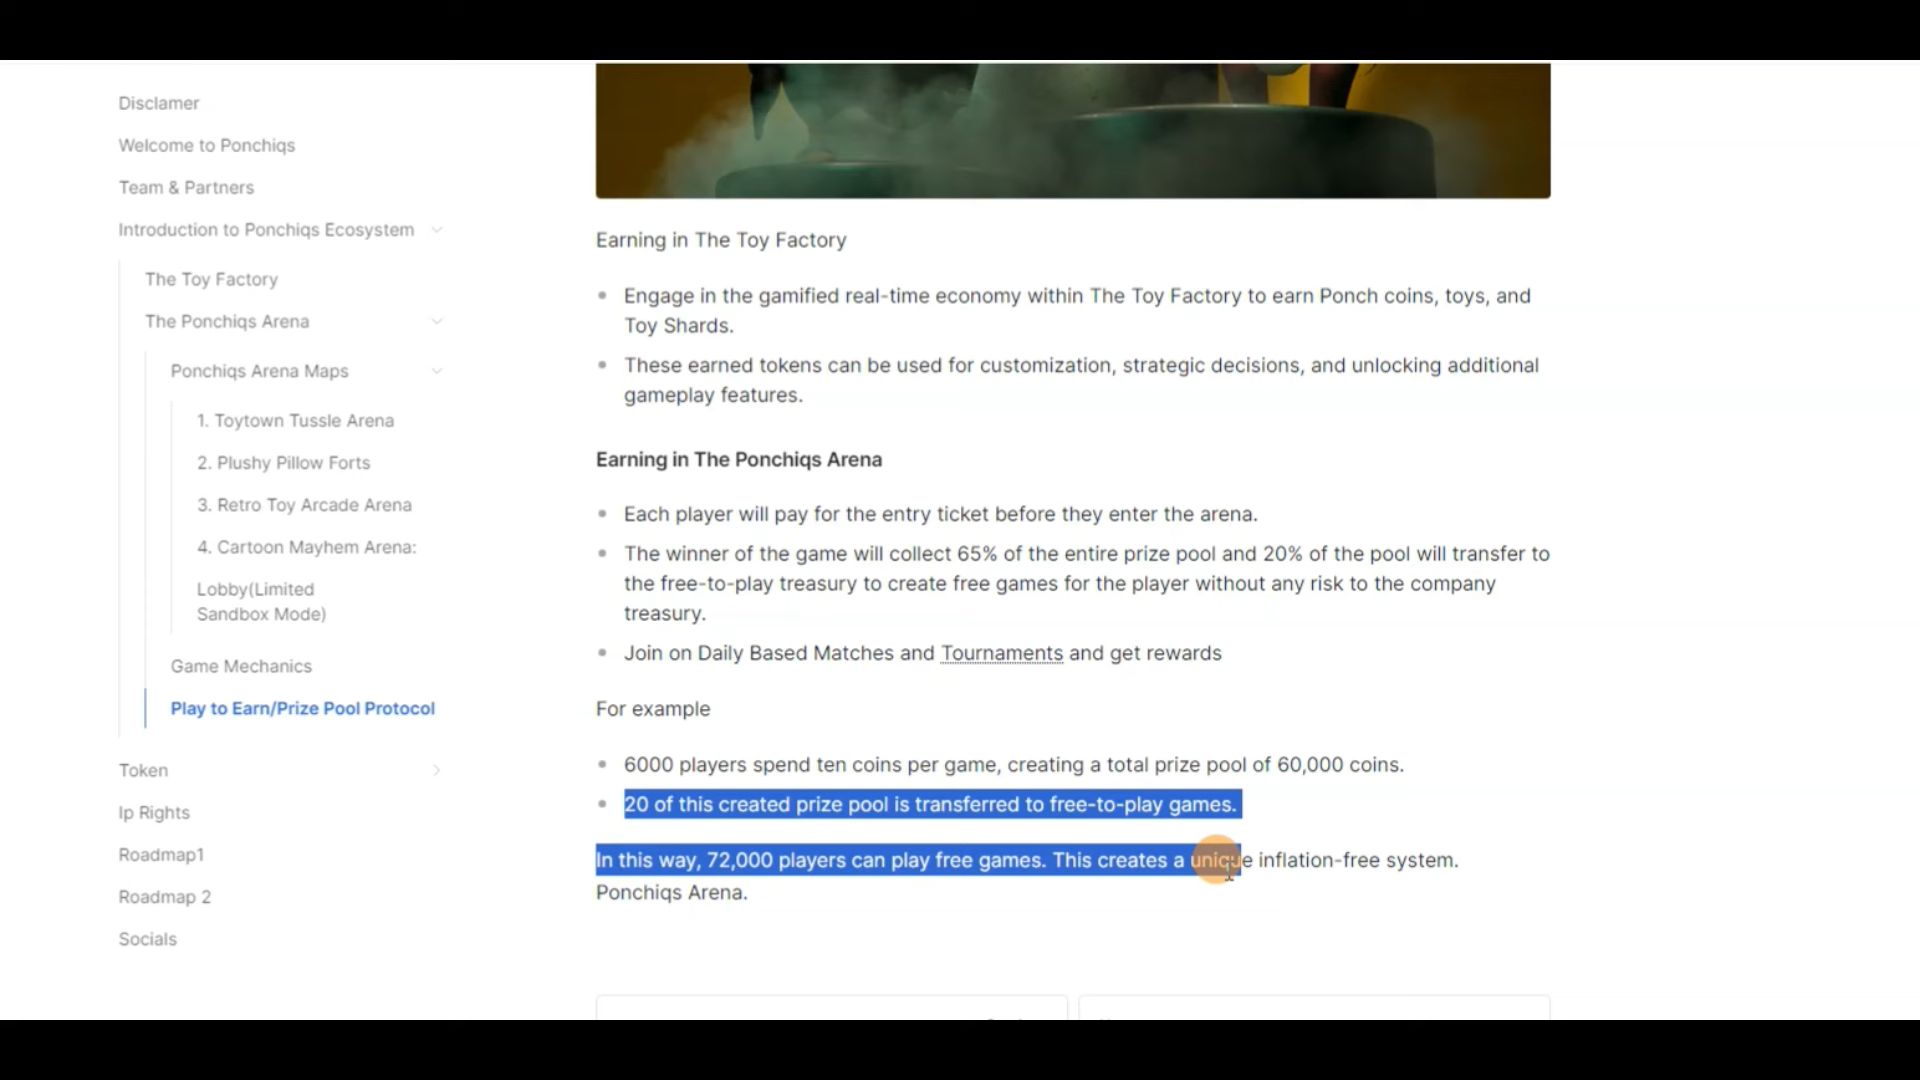 Disclamer
Welcome to Ponchiqs
Team & Partners
Introduction to Ponchiqs Ecosystem
The Toy Factory
The Ponchiqs Arena
Ponchiqs Arena Maps
1. Toytown Tussle Arena
2. Plushy Pillow Forts
3. Retro Toy Arcade Arena
4. Cartoon Mayhem Arena:
Lobby(Limited
Sandbox Mode)
Game Mechanics
Play to Earn/Prize Pool Protocol
Token
Ip Rights
Roadmap1
Roadmap 2
Socials
Earning in The Toy Factory
Engage in the gamified real-time economy within The Toy Factory to earn Ponch coins, toys, and
Toy Shards.
These earned tokens can be used for customization, strategic decisions, and unlocking additional
gameplay features.
Earning in The Ponchiqs Arena
Each player will pay for the entry ticket before they enter the arena.
The winner of the game will collect 65% of the entire prize pool and 20% of the pool will transfer to
the free-to-play treasury to create free games for the player without any risk to the company
treasury.
Join on Daily Based Matches and Tournaments and get rewards
For example
6000 players spend ten coins per game, creating a total prize pool of 60,000 coins.
20 of this created prize pool is transferred to free-to-play games.
In this way, 72,000 players can play free games. This creates a unique inflation-free system.
Ponchiqs Arena.